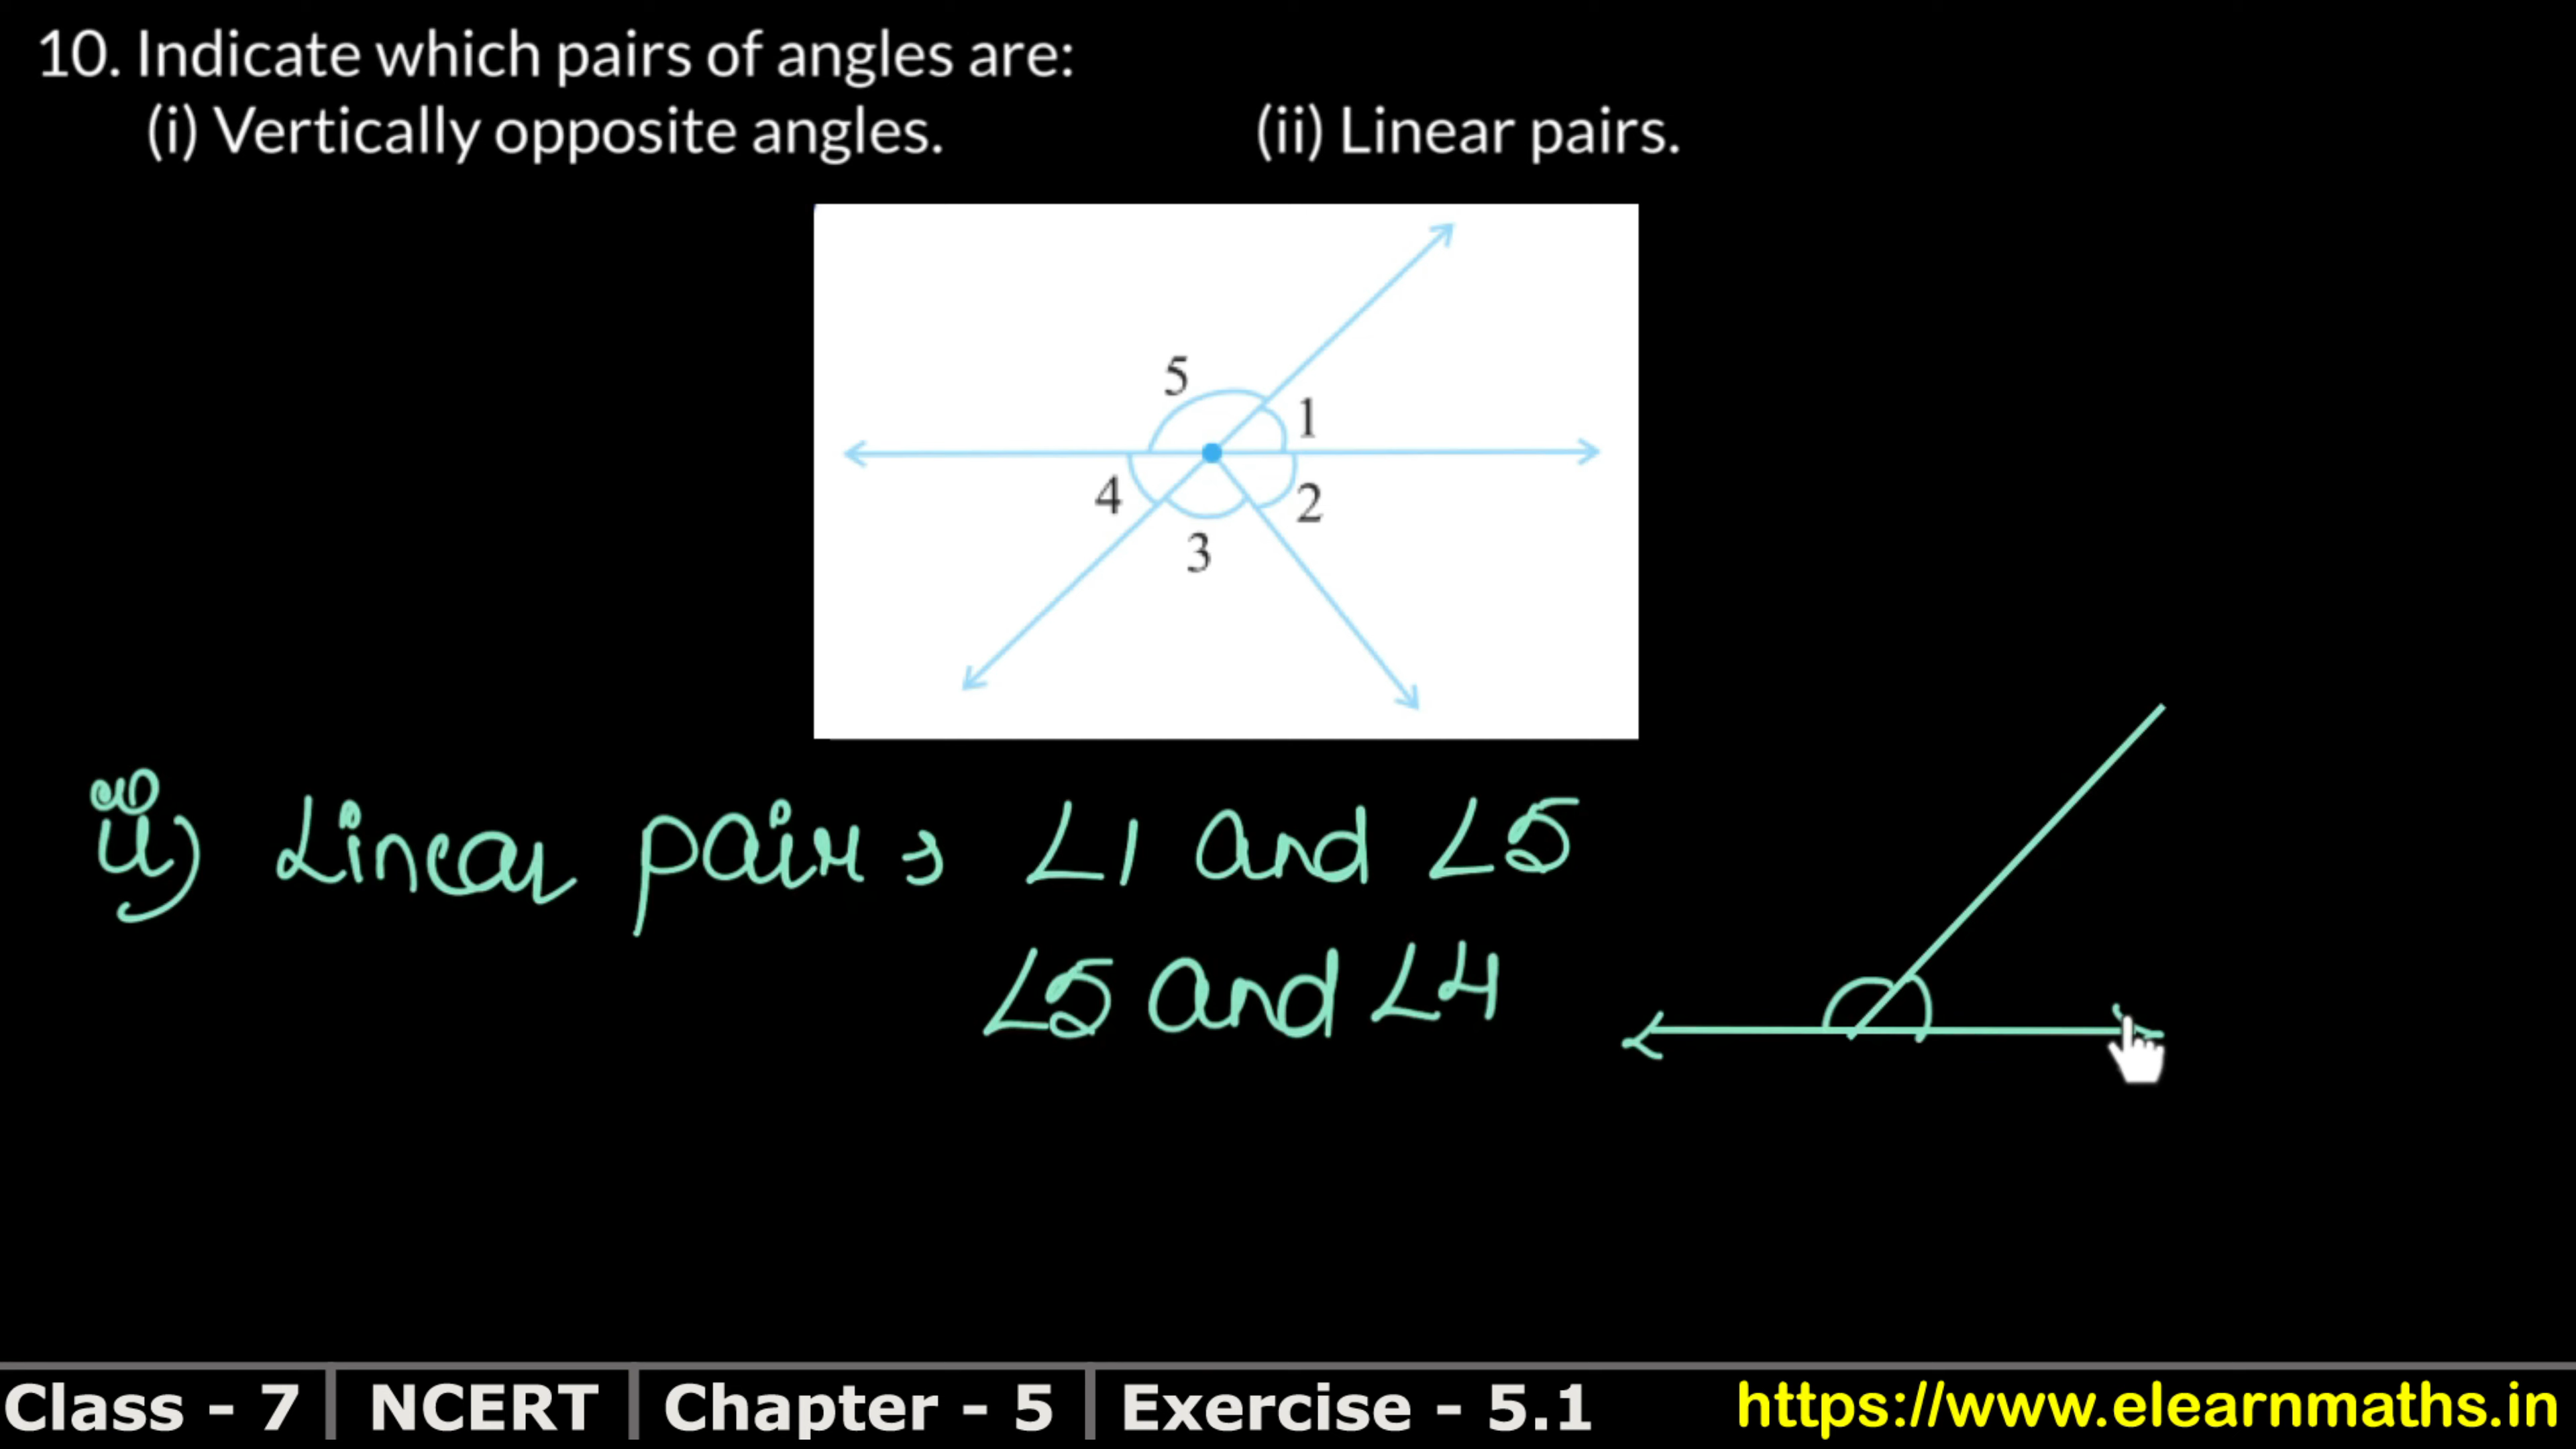 10. Indicate which pairs of angles are:
(i) Vertically opposite angles. (ii) Linear pairs.
5
1
4
2
3
ii) Linear pair → ∠1 and ∠5
∠5 and ∠4
Class - 7 | NCERT | Chapter - 5 | Exercise - 5.1 https://www.elearnmaths.in